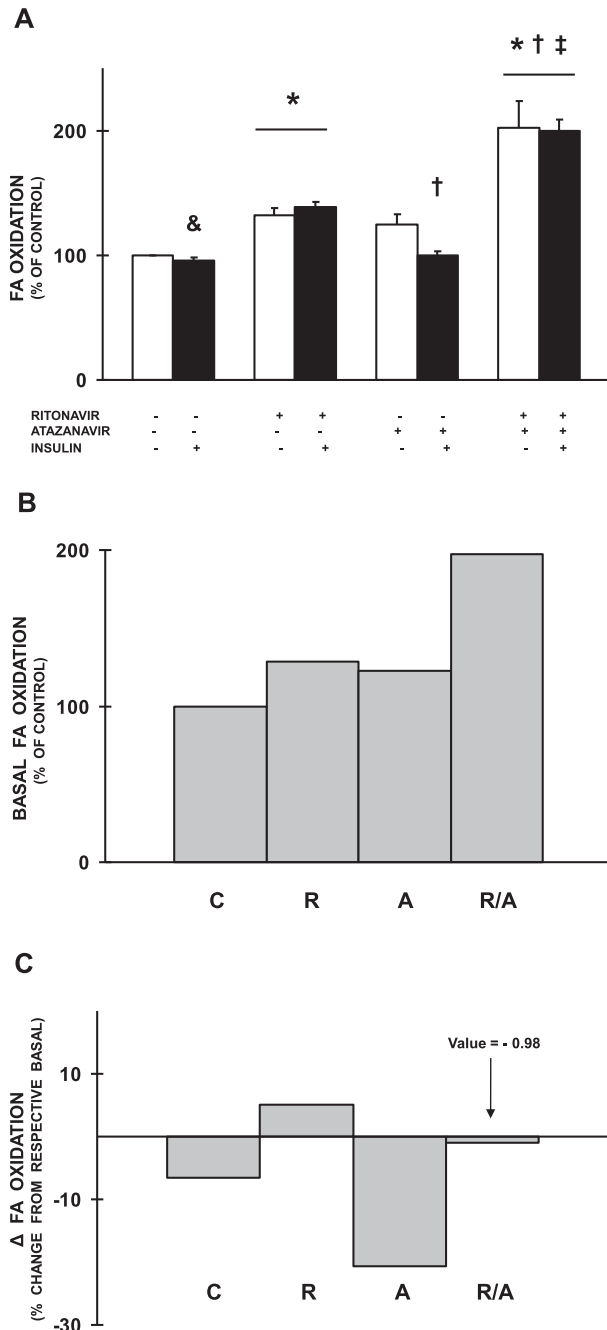 A
* † ‡
*
†
&
200
100
0
FA OXIDATION
(% OF CONTROL)
RITONAVIR - - + + - - + +
ATAZANAVIR - - - - + + + +
INSULIN - + - + - + - +
B
200
100
0
BASAL FA OXIDATION
(% OF CONTROL)
C R A R/A
C
Value = - 0.98
10
-10
-30
Δ FA OXIDATION
(% CHANGE FROM RESPECTIVE BASAL)
C R A R/A